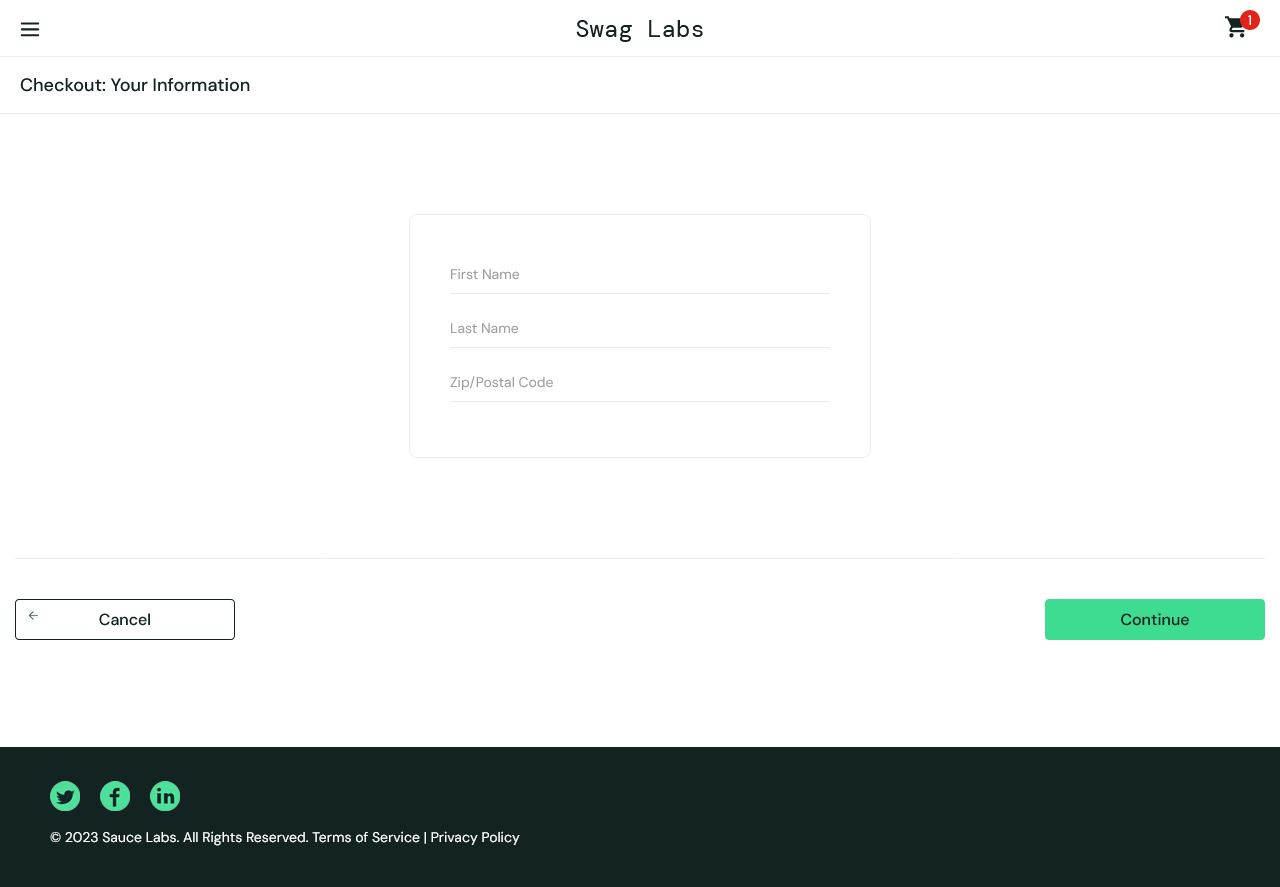 Swag Labs
1
Checkout: Your Information
First Name
Last Name
Zip/Postal Code
Cancel
Continue
© 2023 Sauce Labs. All Rights Reserved. Terms of Service | Privacy Policy